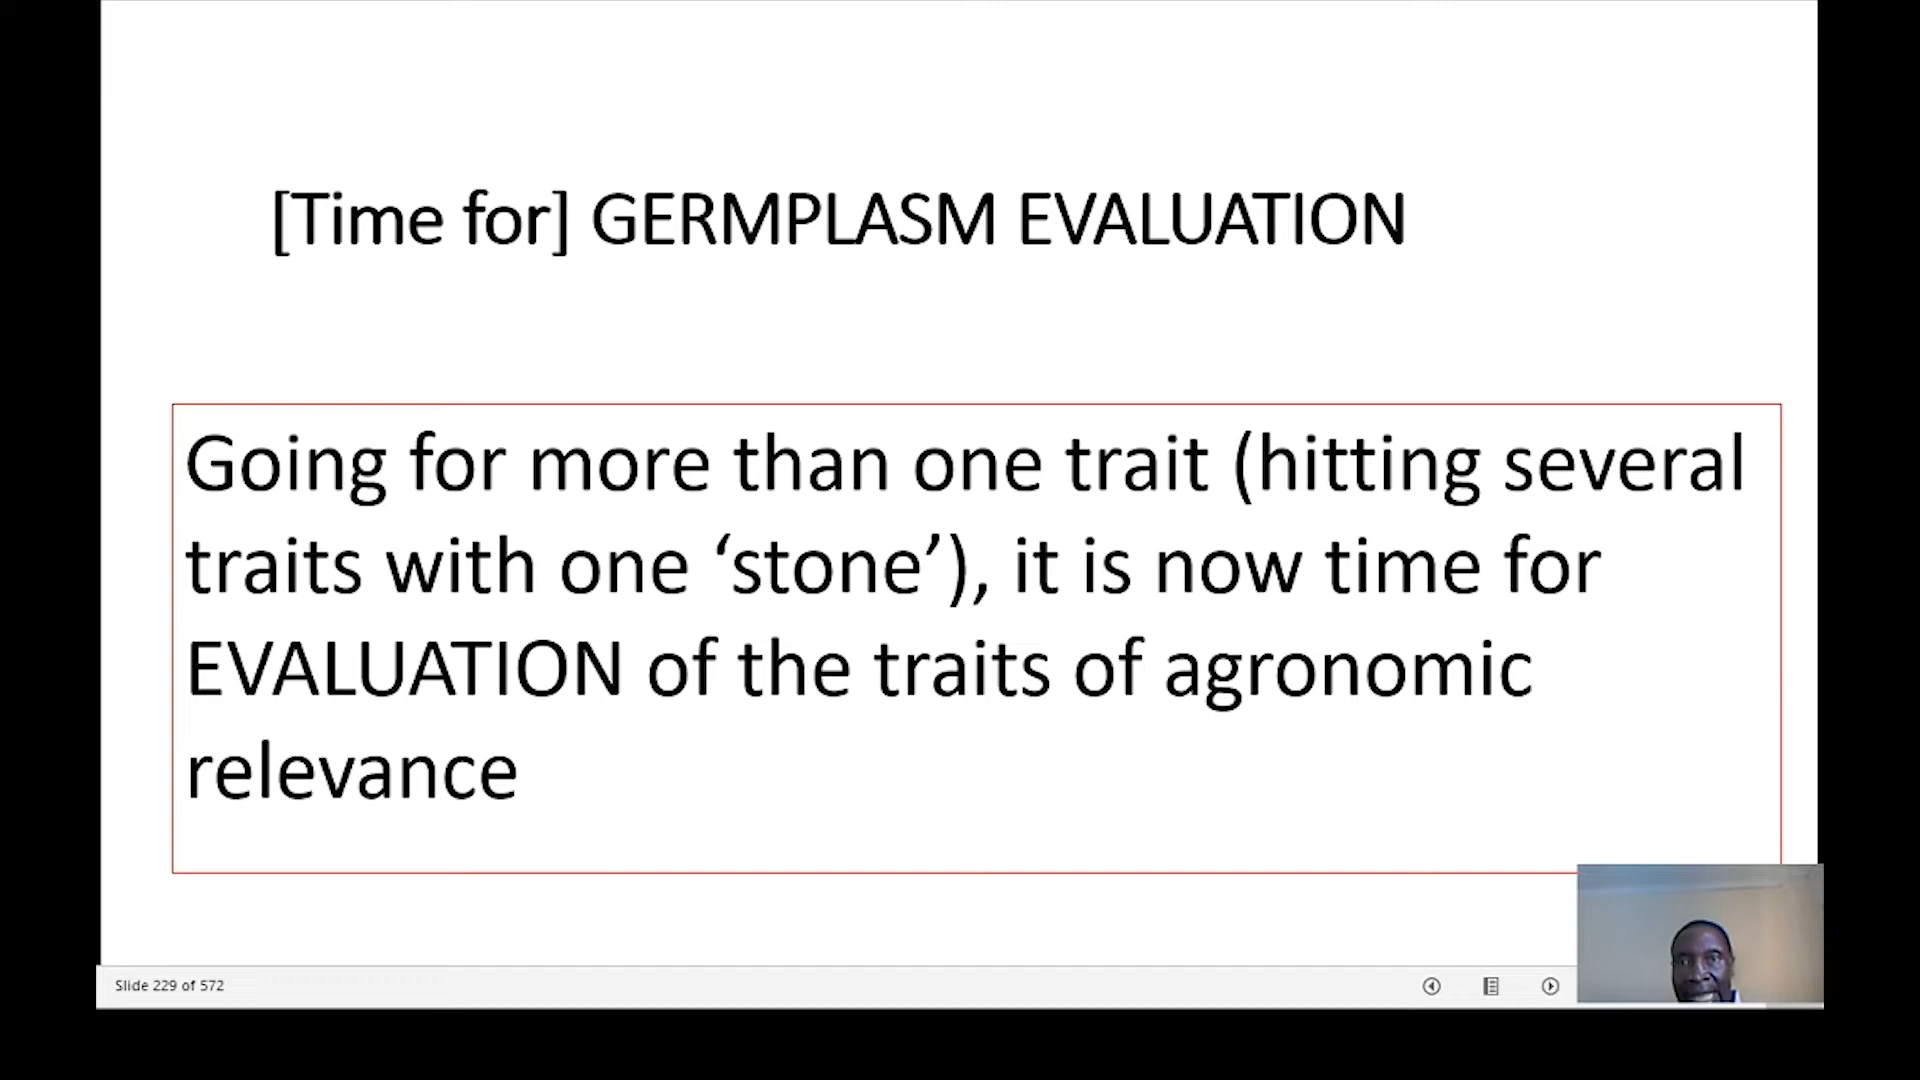 [Time for] GERMPLASM EVALUATION
Going for more than one trait (hitting several
traits with one ‘stone’), it is now time for
EVALUATION of the traits of agronomic
relevance
Slide 229 of 572